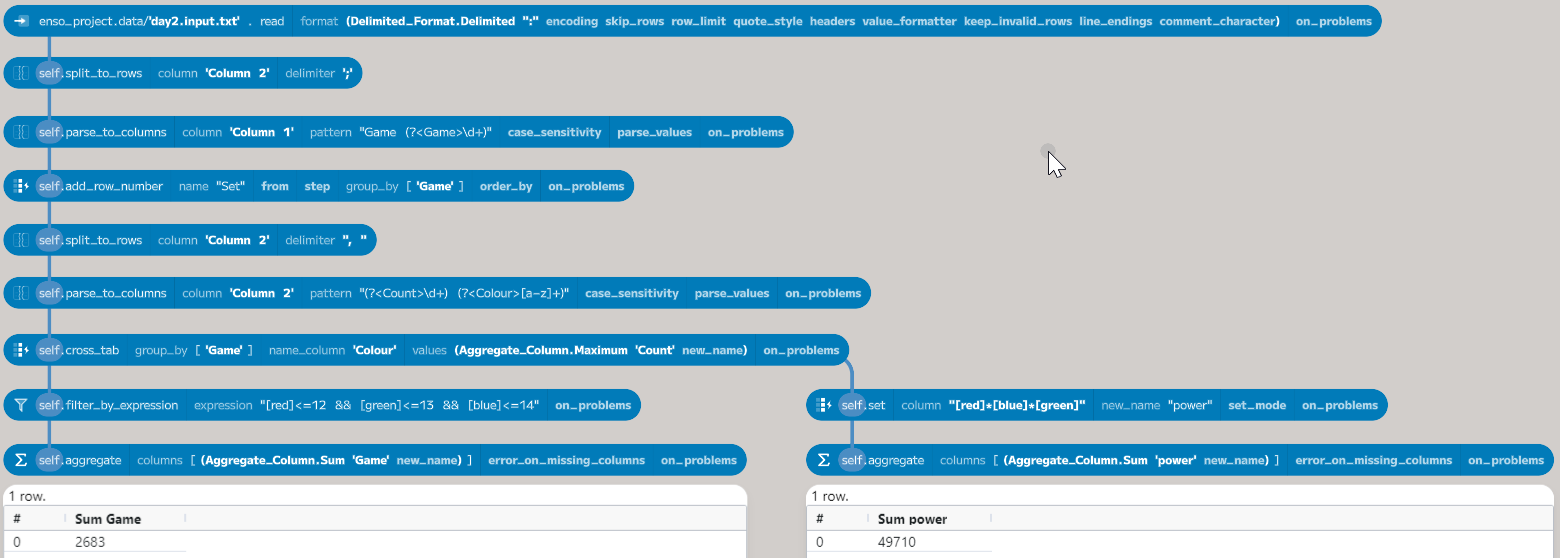 enso_project.data/'day2.input.txt' . read format (Delimited_Format.Delimited ":" encoding skip_rows row_limit quote_style headers value_formatter keep_invalid_rows line_endings comment_character) on_problems
self.split_to_rows column 'Column 2' delimiter ';'
self.parse_to_columns column 'Column 1' pattern "Game (?<Game>\d+)" case_sensitivity parse_values on_problems
self.add_row_number name "Set" from step group_by [ 'Game' ] order_by on_problems
self.split_to_rows column 'Column 2' delimiter ", "
self.parse_to_columns column 'Column 2' pattern "(?<Count>\d+) (?<Colour>[a-z]+)" case_sensitivity parse_values on_problems
self.cross_tab group_by [ 'Game' ] name_column 'Colour' values (Aggregate_Column.Maximum 'Count' new_name) on_problems
self.filter_by_expression expression "[red]<=12 && [green]<=13 && [blue]<=14" on_problems
self.set column "[red]*[blue]*[green]" new_name "power" set_mode on_problems
self.aggregate columns [ (Aggregate_Column.Sum 'Game' new_name) ] error_on_missing_columns on_problems
self.aggregate columns [ (Aggregate_Column.Sum 'power' new_name) ] error_on_missing_columns on_problems
1 row.
# Sum Game
0 2683
1 row.
# Sum power
0 49710